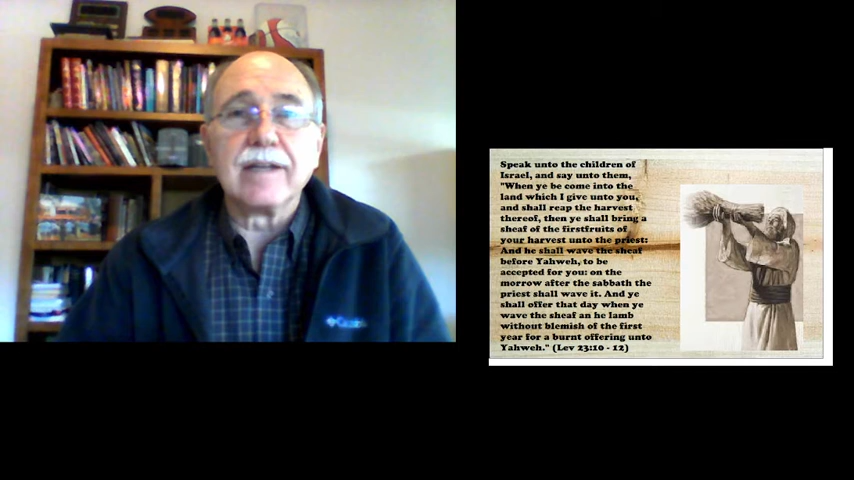 Speak unto the children of
Israel, and say unto them,
"When ye be come into the
land which I give unto you,
and shall reap the harvest
thereof, then ye shall bring a
sheaf of the firstfruits of
your harvest unto the priest:
And he shall wave the sheaf
before Yahweh, to be
accepted for you: on the
morrow after the sabbath the
priest shall wave it. And ye
shall offer that day when ye
wave the sheaf an he lamb
without blemish of the first
year for a burnt offering unto
Yahweh." (Lev 23:10 - 12)